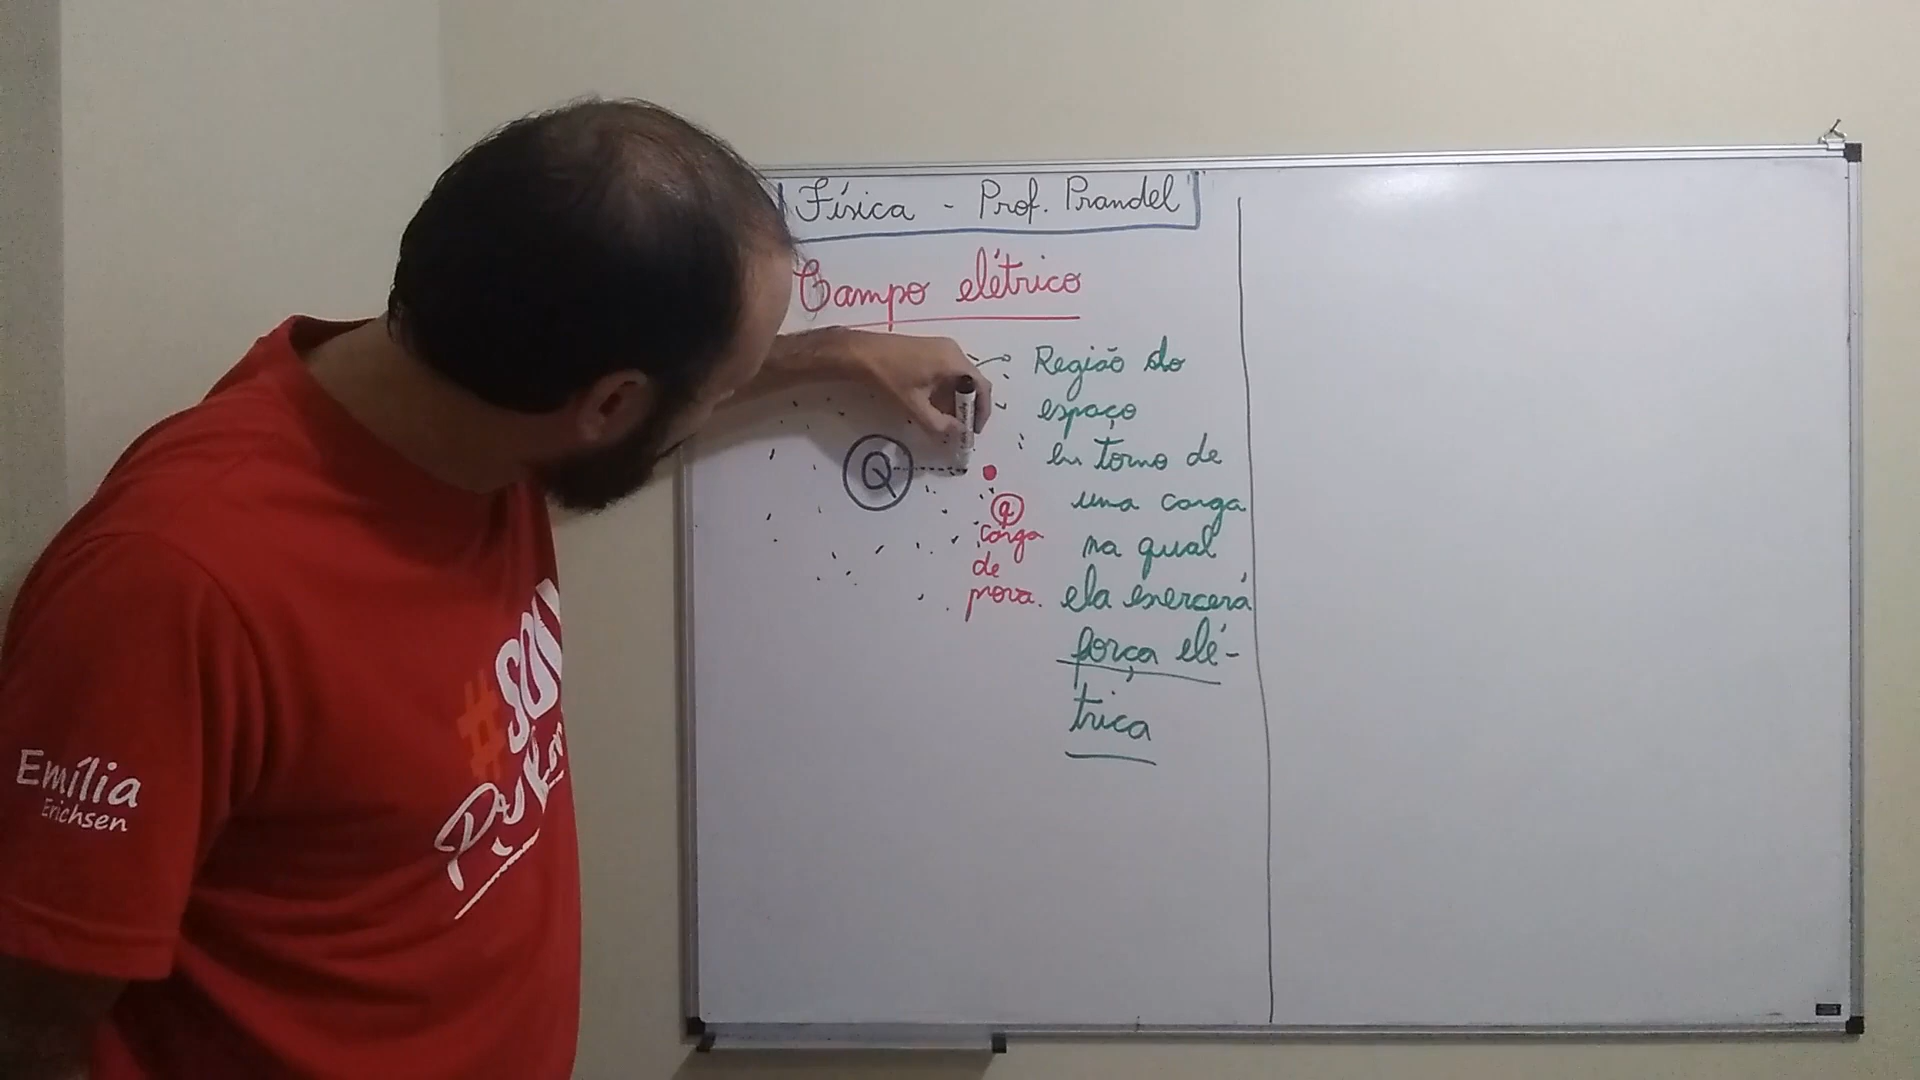 Física - Prof. Prandel
Campo elétrico
Região do
espaço
em torno de
uma carga
na qual
ela exercerá
força elé-
trica
Q
q
carga
de
prova.
#SOU
Emília
Erichsen